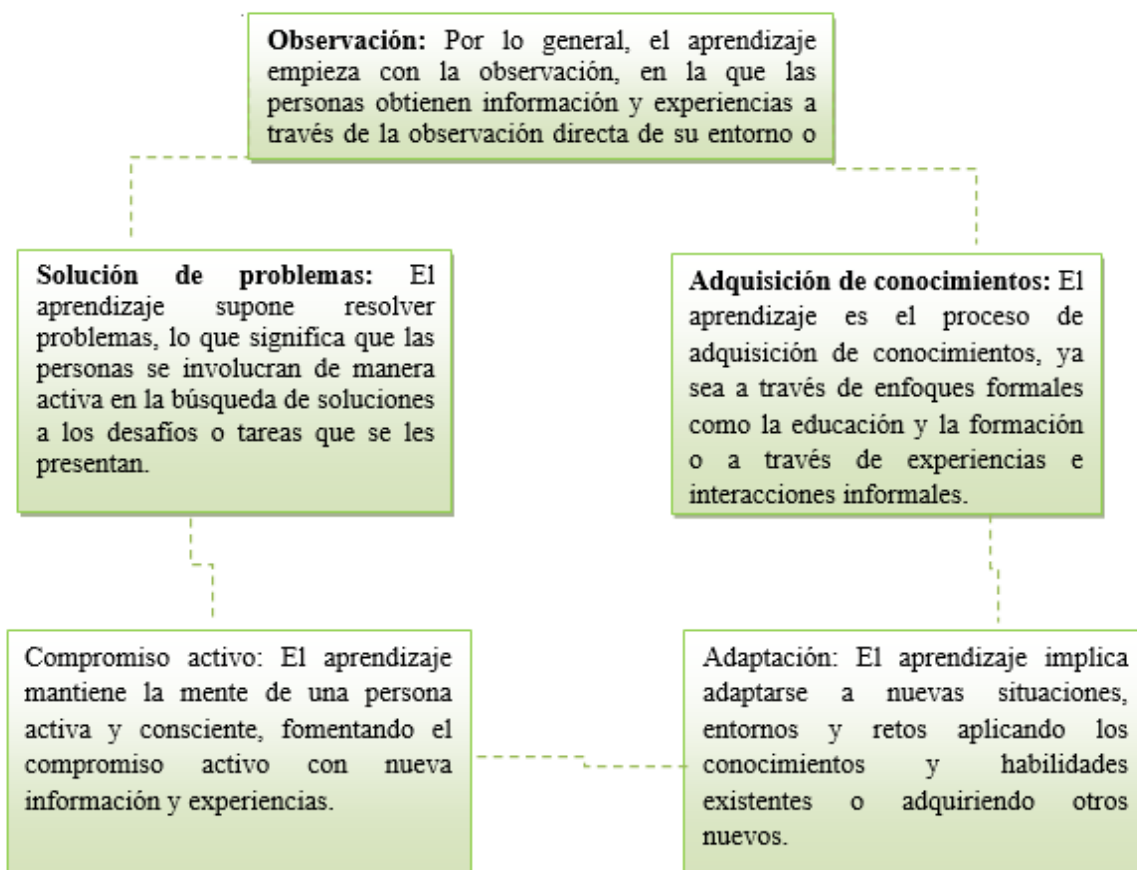 Observación: Por lo general, el aprendizaje
empieza con la observación, en la que las
personas obtienen información y experiencias a
través de la observación directa de su entorno o
Solución de problemas: El
aprendizaje supone resolver
problemas, lo que significa que las
personas se involucran de manera
activa en la búsqueda de soluciones
a los desafíos o tareas que se les
presentan.
Adquisición de conocimientos: El
aprendizaje es el proceso de
adquisición de conocimientos, ya
sea a través de enfoques formales
como la educación y la formación
o a través de experiencias e
interacciones informales.
Compromiso activo: El aprendizaje
mantiene la mente de una persona
activa y consciente, fomentando el
compromiso activo con nueva
información y experiencias.
Adaptación: El aprendizaje implica
adaptarse a nuevas situaciones,
entornos y retos aplicando los
conocimientos y habilidades
existentes o adquiriendo otros
nuevos.